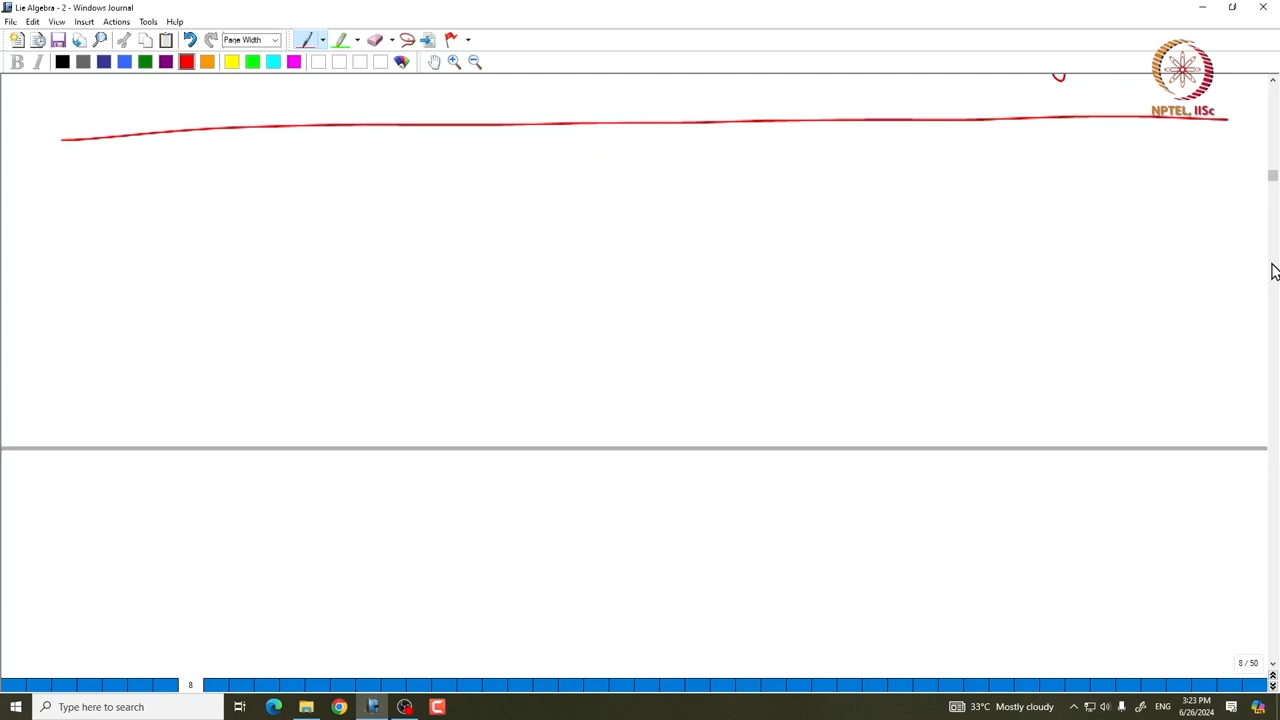 Lie Algebra - 2 - Windows Journal
File Edit View Insert Actions Tools Help
Page Width
B I
NPTEL, IISc
8 / 50
8
Type here to search
33°C Mostly cloudy
ENG
3:23 PM
6/26/2024